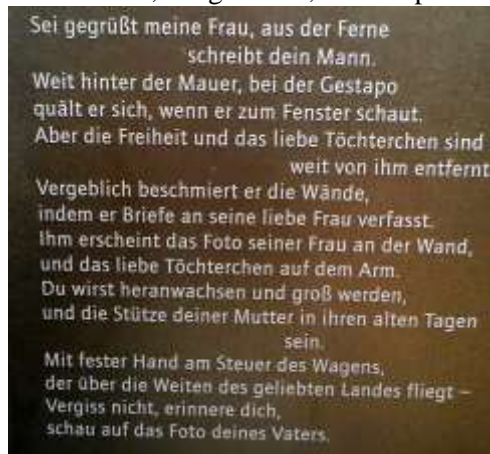 Sei gegrüßt meine Frau, aus der Ferne
schreibt dein Mann.
Weit hinter der Mauer, bei der Gestapo
quält er sich, wenn er zum Fenster schaut.
Aber die Freiheit und das liebe Töchterchen sind
weit von ihm entfernt
Vergeblich beschmiert er die Wände,
indem er Briefe an seine liebe Frau verfasst.
Ihm erscheint das Foto seiner Frau an der Wand,
und das liebe Töchterchen auf dem Arm.
Du wirst heranwachsen und groß werden,
und die Stütze deiner Mutter in ihren alten Tagen
sein.
Mit fester Hand am Steuer des Wagens,
der über die Weiten des geliebten Landes fliegt –
Vergiss nicht, erinnere dich,
schau auf das Foto deines Vaters.